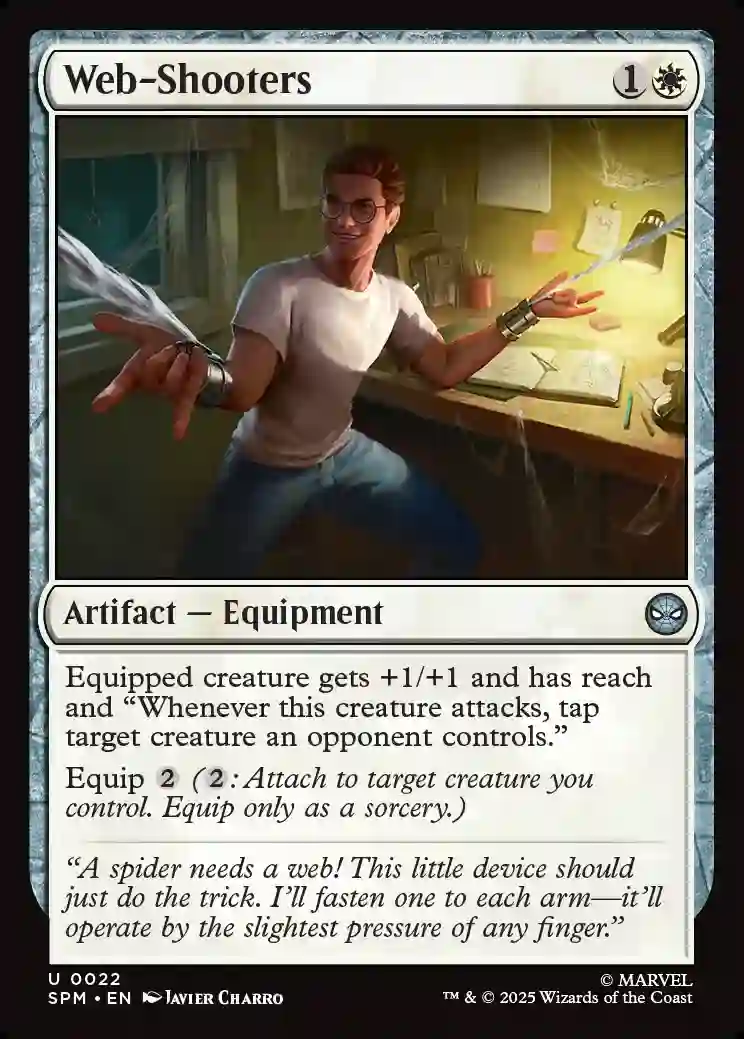 Web-Shooters 1
Artifact — Equipment
Equipped creature gets +1/+1 and has reach
and “Whenever this creature attacks, tap
target creature an opponent controls.”
Equip 2 (2: Attach to target creature you
control. Equip only as a sorcery.)
“A spider needs a web! This little device should
just do the trick. I’ll fasten one to each arm—it’ll
operate by the slightest pressure of any finger.”
U 0022 © MARVEL
SPM • EN Javier Charro ™ & © 2025 Wizards of the Coast